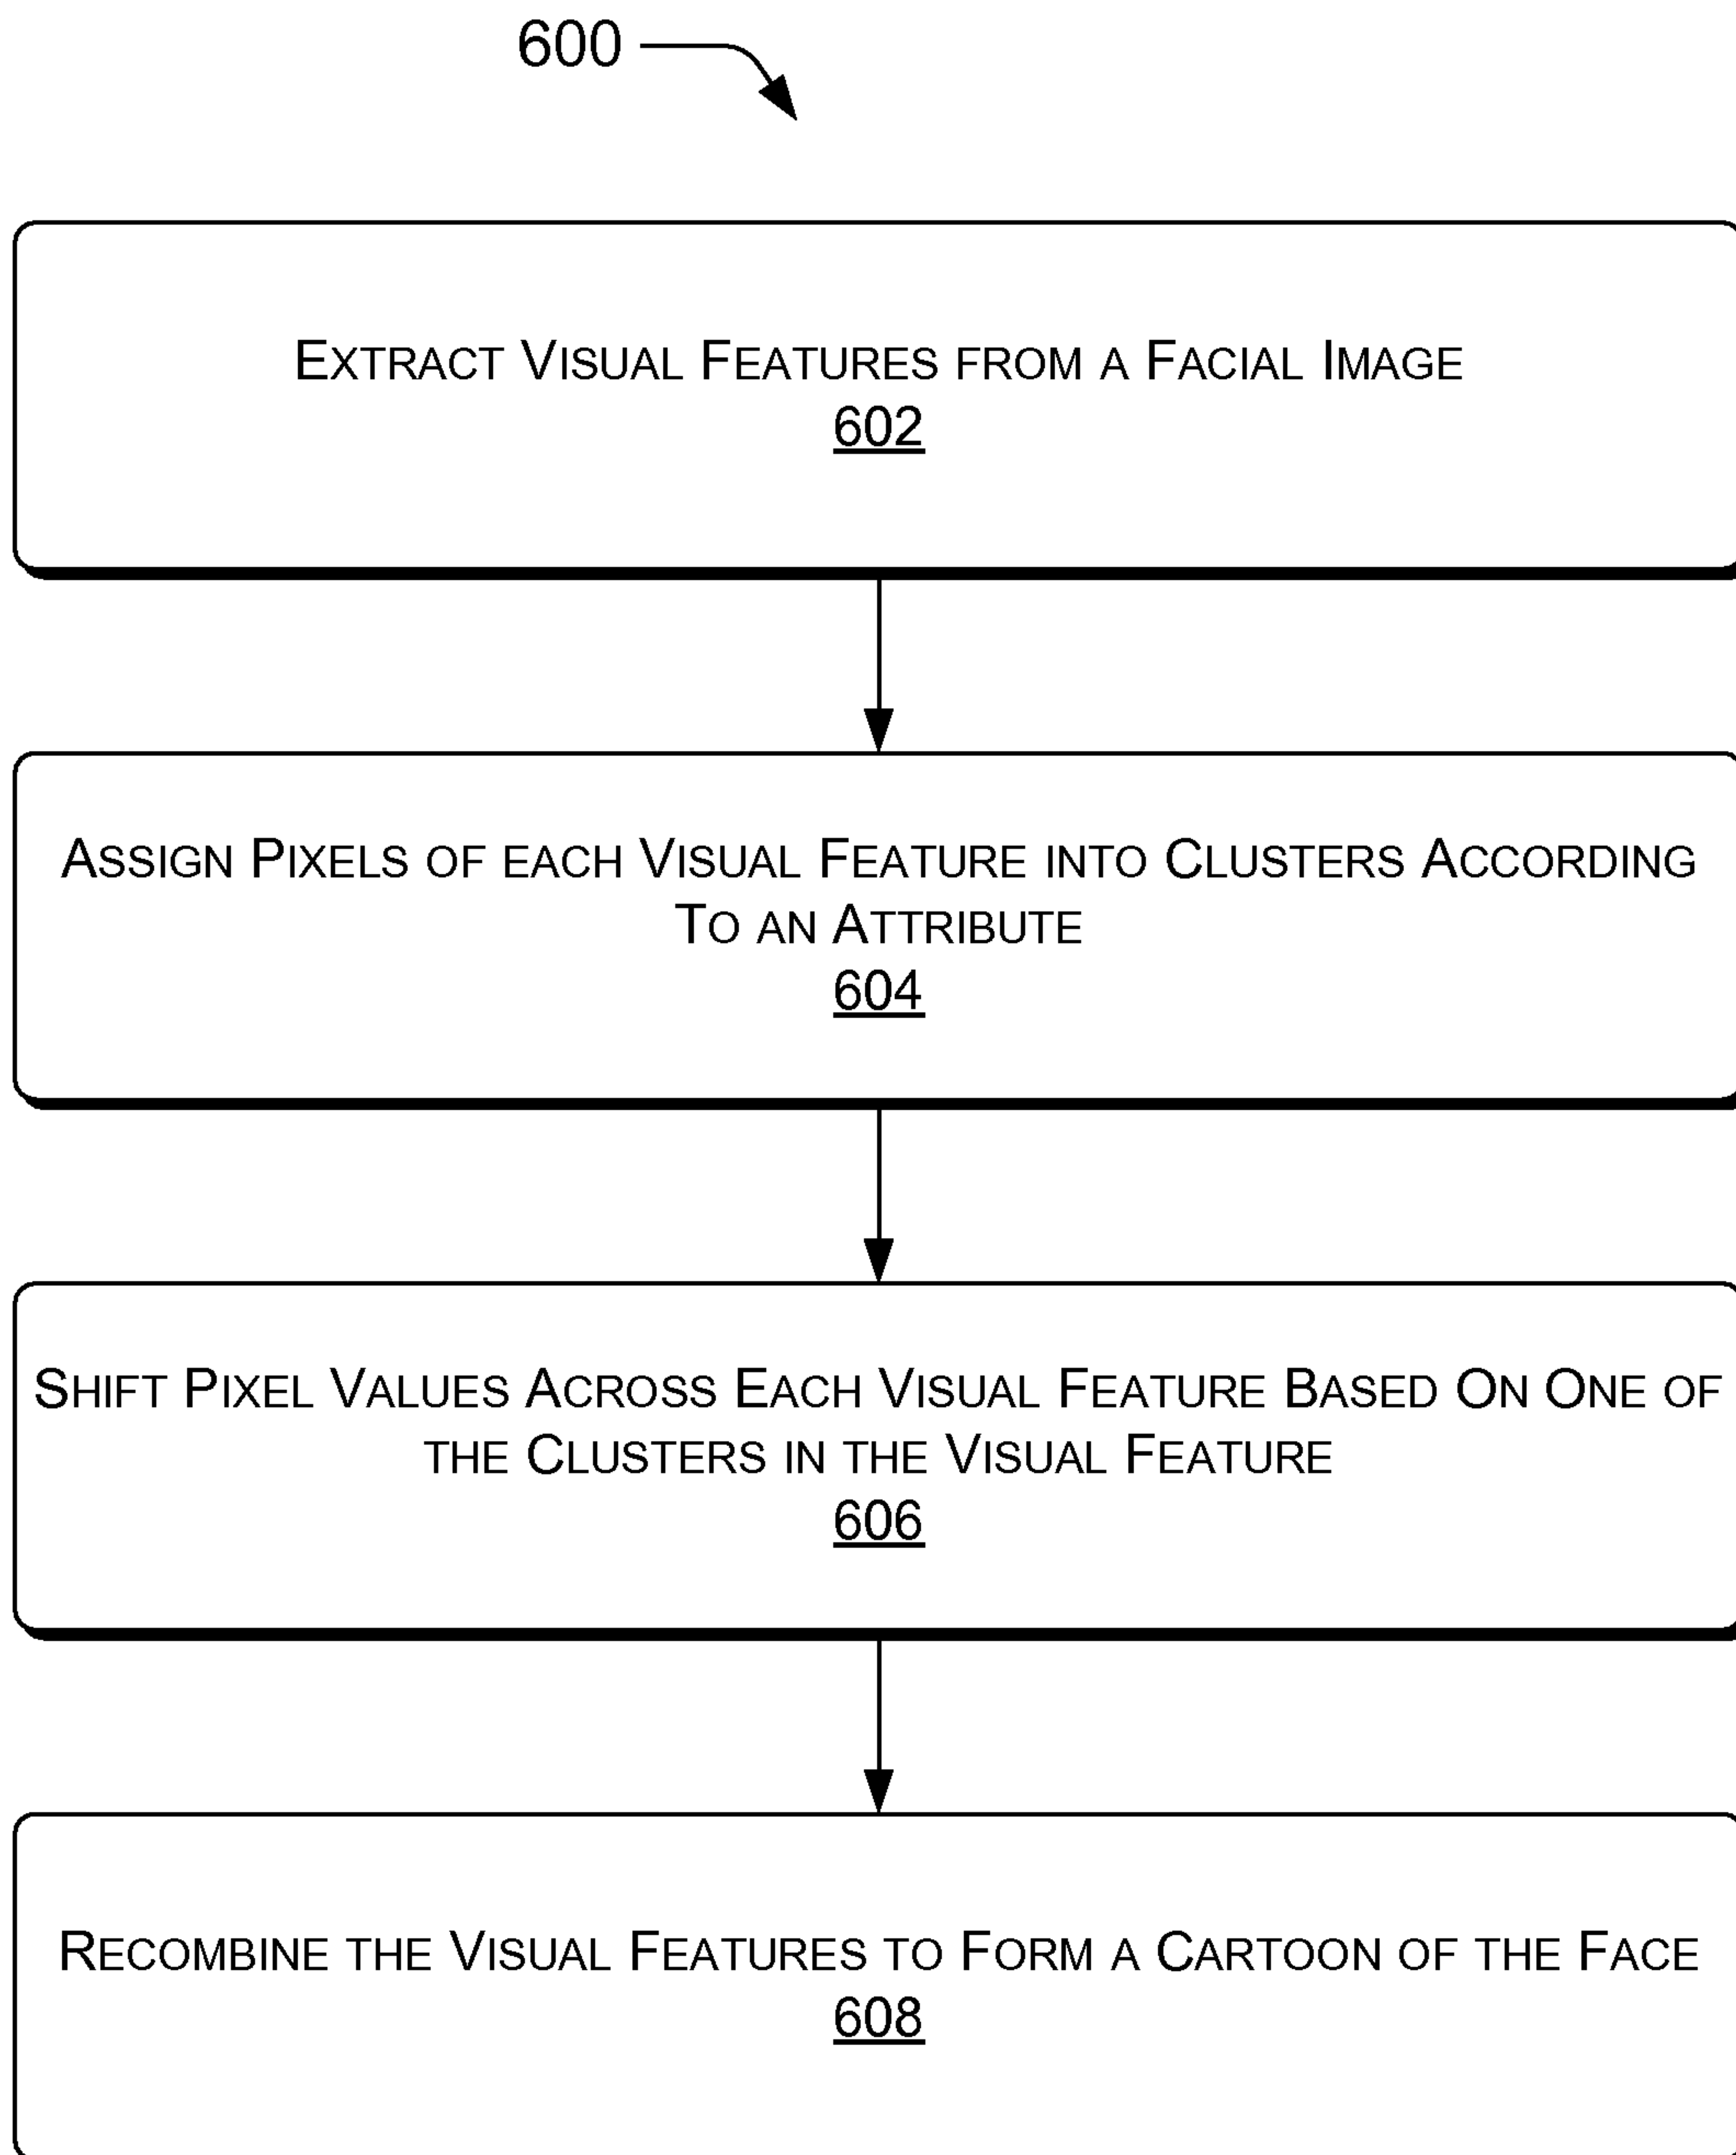 600
EXTRACT VISUAL FEATURES FROM A FACIAL IMAGE
602
ASSIGN PIXELS OF EACH VISUAL FEATURE INTO CLUSTERS ACCORDING
TO AN ATTRIBUTE
604
SHIFT PIXEL VALUES ACROSS EACH VISUAL FEATURE BASED ON ONE OF
THE CLUSTERS IN THE VISUAL FEATURE
606
RECOMBINE THE VISUAL FEATURES TO FORM A CARTOON OF THE FACE
608